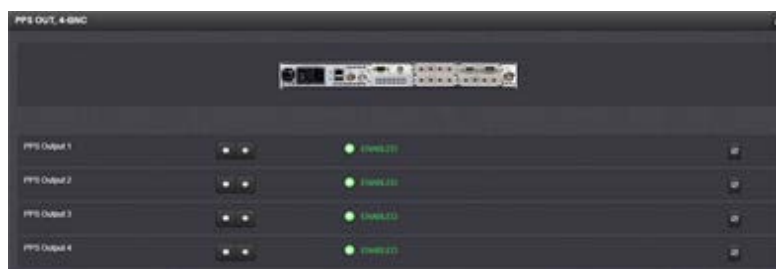 PPS OUT, 4-BNC
PPS Output 1 ENABLED
PPS Output 2 ENABLED
PPS Output 3 ENABLED
PPS Output 4 ENABLED